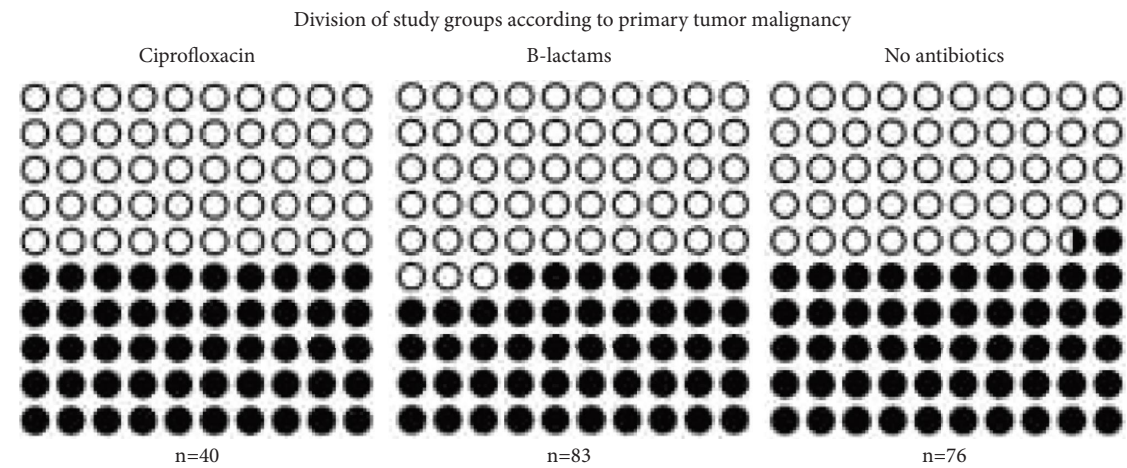 Division of study groups according to primary tumor malignancy
Ciprofloxacin B-lactams No antibiotics
n=40 n=83 n=76